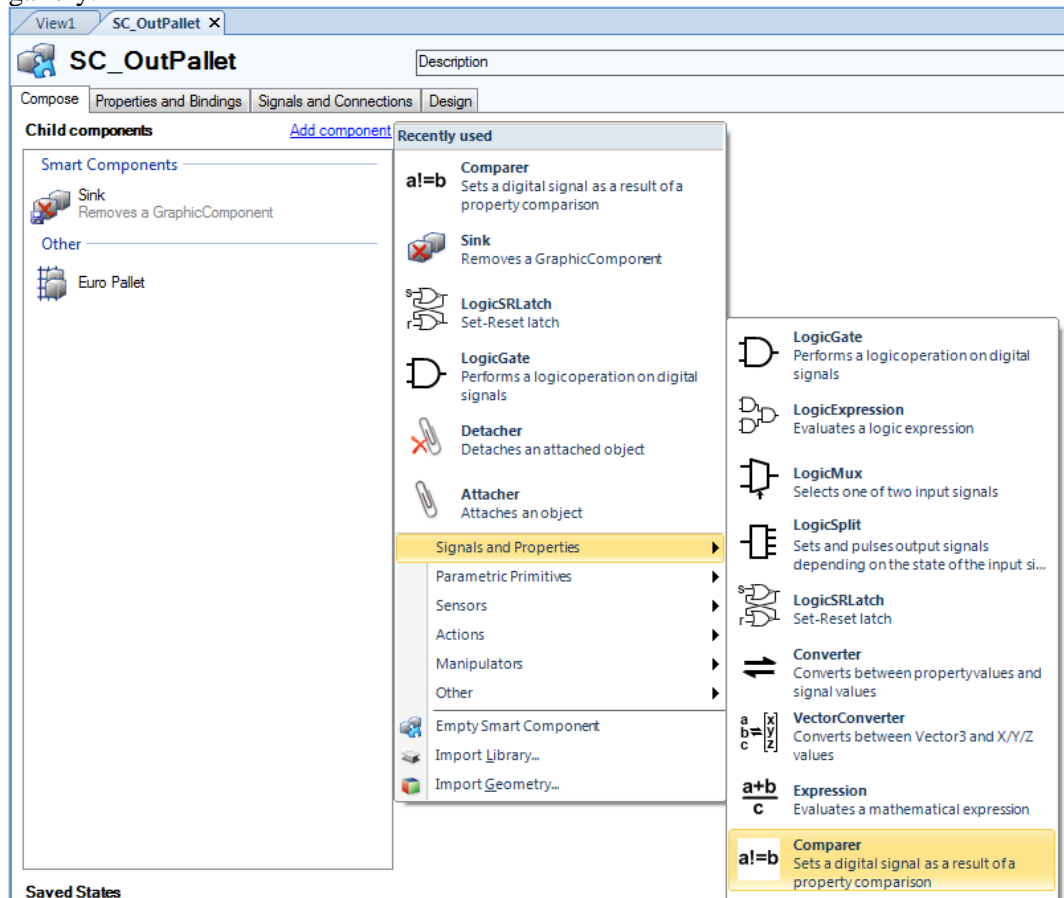 View1
SC_OutPallet
SC_OutPallet
Description
Compose
Properties and Bindings
Signals and Connections
Design
Child components
Add component
Smart Components
Sink
Removes a GraphicComponent
Other
Euro Pallet
Saved States
Recently used
a!=b
Comparer
Sets a digital signal as a result of a
property comparison
Sink
Removes a GraphicComponent
s
r
LogicSRLatch
Set-Reset latch
LogicGate
Performs a logic operation on digital
signals
Detacher
Detaches an attached object
Attacher
Attaches an object
Signals and Properties
Parametric Primitives
Sensors
Actions
Manipulators
Other
Empty Smart Component
Import Library...
Import Geometry...
LogicGate
Performs a logic operation on digital
signals
LogicExpression
Evaluates a logic expression
LogicMux
Selects one of two input signals
LogicSplit
Sets and pulses output signals
depending on the state of the input si...
s
r
LogicSRLatch
Set-Reset latch
Converter
Converts between property values and
signal values
a [x]
b⇌[y]
c [z]
VectorConverter
Converts between Vector3 and X/Y/Z
values
a+b
c
Expression
Evaluates a mathematical expression
a!=b
Comparer
Sets a digital signal as a result of a
property comparison